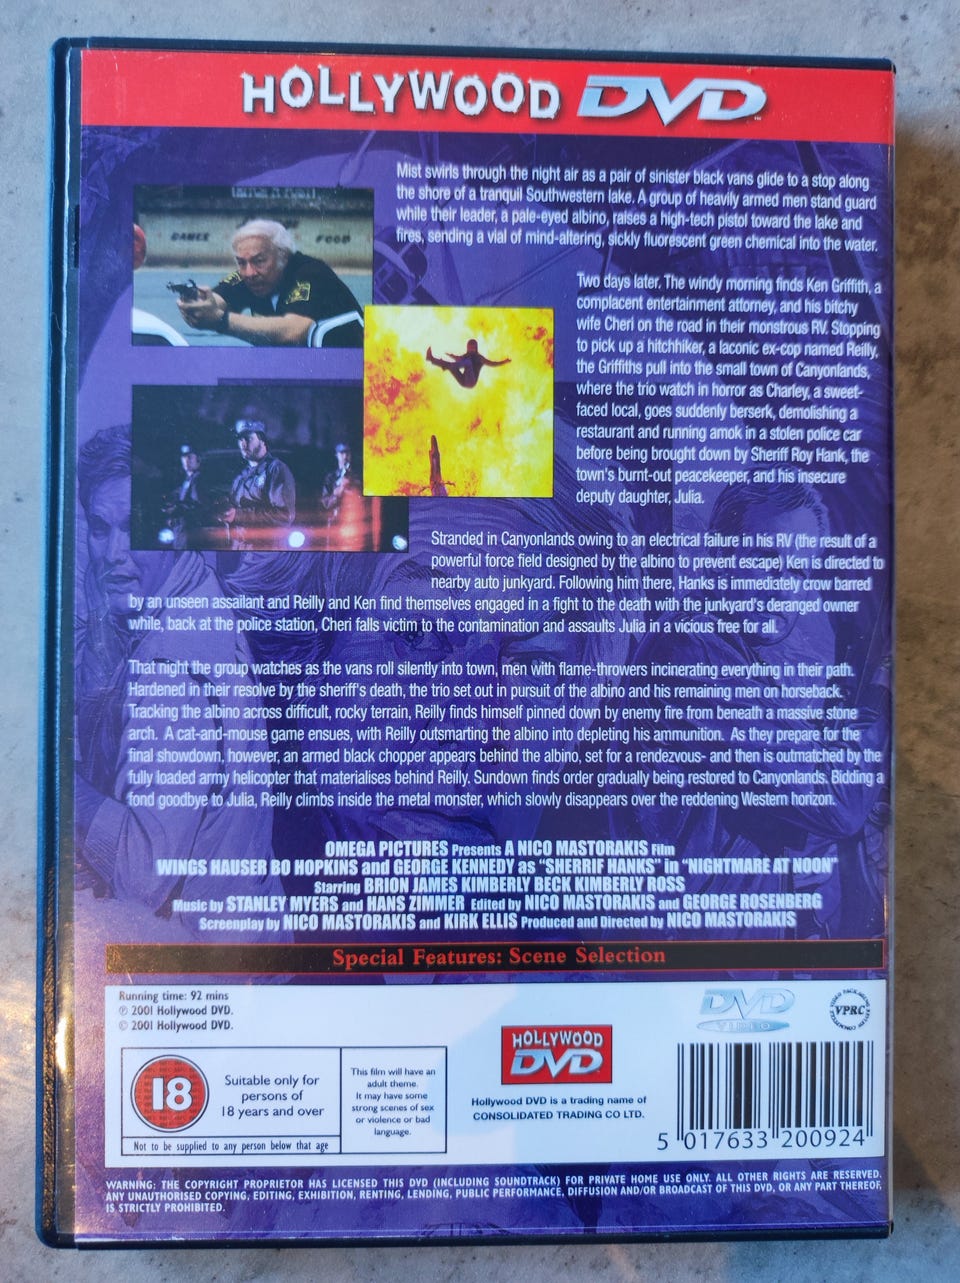 HOLLYWOOD DVD
Mist swirls through the night air as a pair of sinister black vans glide to a stop along
the shore of a tranquil Southwestern lake. A group of heavily armed men stand guard
while their leader, a pale-eyed albino, raises a high-tech pistol toward the lake and
fires, sending a vial of mind-altering, sickly fluorescent green chemical into the water.
DANCE
FOOD
Two days later. The windy morning finds Ken Griffith, a
complacent entertainment attorney, and his bitchy
wife Cheri on the road in their monstrous RV. Stopping
to pick up a hitchhiker, a laconic ex-cop named Reilly,
the Griffiths pull into the small town of Canyonlands,
where the trio watch in horror as Charley, a sweet-
faced local, goes suddenly berserk, demolishing a
restaurant and running amok in a stolen police car
before being brought down by Sheriff Roy Hank, the
town's burnt-out peacekeeper, and his insecure
deputy daughter, Julia.
Stranded in Canyonlands owing to an electrical failure in his RV (the result of a
powerful force field designed by the albino to prevent escape) Ken is directed to
nearby auto junkyard. Following him there, Hanks is immediately crow barred
by an unseen assailant and Reilly and Ken find themselves engaged in a fight to the death with the junkyard's deranged owner
while, back at the police station, Cheri falls victim to the contamination and assaults Julia in a vicious free for all.
That night the group watches as the vans roll silently into town, men with flame-throwers incinerating everything in their path.
Hardened in their resolve by the sheriff's death, the trio set out in pursuit of the albino and his remaining men on horseback.
Tracking the albino across difficult, rocky terrain, Reilly finds himself pinned down by enemy fire from beneath a massive stone
arch. A cat-and-mouse game ensues, with Reilly outsmarting the albino into depleting his ammunition. As they prepare for the
final showdown, however, an armed black chopper appears behind the albino, set for a rendezvous- and then is outmatched by the
fully loaded army helicopter that materialises behind Reilly. Sundown finds order gradually being restored to Canyonlands. Bidding a
fond goodbye to Julia, Reilly climbs inside the metal monster, which slowly disappears over the reddening Western horizon.
OMEGA PICTURES Presents A NICO MASTORAKIS Film
WINGS HAUSER BO HOPKINS and GEORGE KENNEDY as "SHERRIF HANKS" in "NIGHTMARE AT NOON"
Starring BRION JAMES KIMBERLY BECK KIMBERLY ROSS
Music by STANLEY MYERS and HANS ZIMMER Edited by NICO MASTORAKIS and GEORGE ROSENBERG
Screenplay by NICO MASTORAKIS and KIRK ELLIS Produced and Directed by NICO MASTORAKIS
Special Features: Scene Selection
Running time: 92 mins
℗ 2001 Hollywood DVD.
© 2001 Hollywood DVD.
18
Suitable only for
persons of
18 years and over
Not to be supplied to any person below that age
This film will have an
adult theme.
It may have some
strong scenes of sex
or violence or bad
language.
HOLLYWOOD
DVD
Hollywood DVD is a trading name of
CONSOLIDATED TRADING CO LTD.
DVD
VIDEO
VPRC
5 017633 200924
WARNING: THE COPYRIGHT PROPRIETOR HAS LICENSED THIS DVD (INCLUDING SOUNDTRACK) FOR PRIVATE HOME USE ONLY. ALL OTHER RIGHTS ARE RESERVED.
ANY UNAUTHORISED COPYING, EDITING, EXHIBITION, RENTING, LENDING, PUBLIC PERFORMANCE, DIFFUSION AND/OR BROADCAST OF THIS DVD, OR ANY PART THEREOF,
IS STRICTLY PROHIBITED.